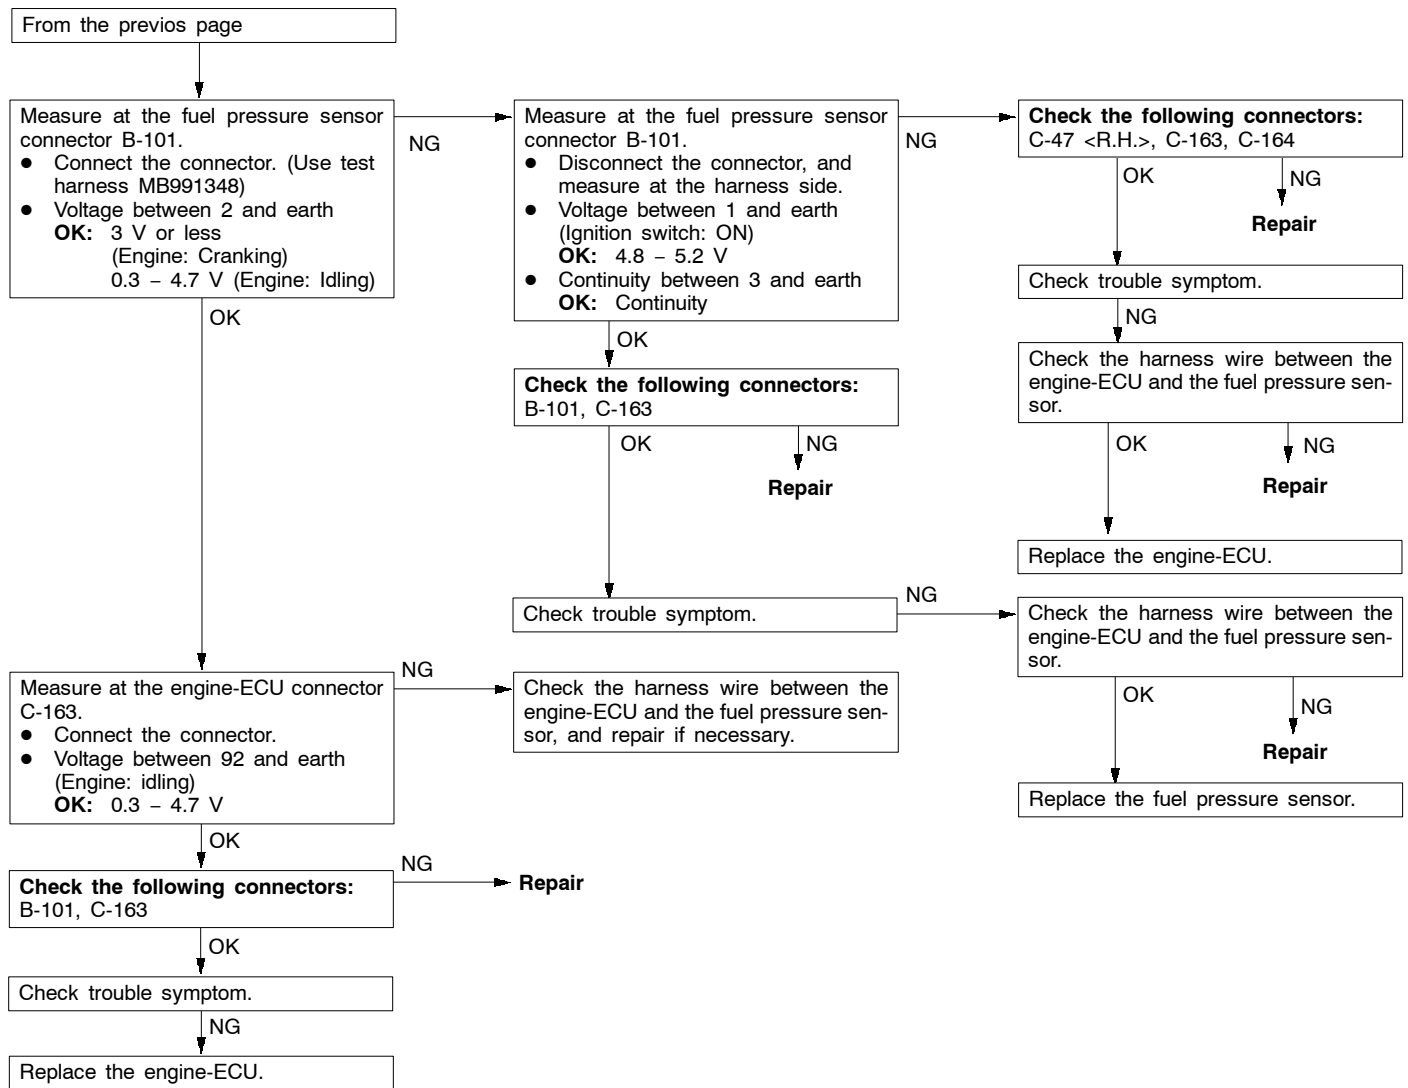 From the previos page
Measure at the fuel pressure sensor
connector B-101.
● Connect the connector. (Use test
harness MB991348)
● Voltage between 2 and earth
OK: 3 V or less
(Engine: Cranking)
0.3 – 4.7 V (Engine: Idling)
NG
OK
Measure at the fuel pressure sensor
connector B-101.
● Disconnect the connector, and
measure at the harness side.
● Voltage between 1 and earth
(Ignition switch: ON)
OK: 4.8 – 5.2 V
● Continuity between 3 and earth
OK: Continuity
NG
OK
Check the following connectors:
C-47 <R.H.>, C-163, C-164
OK
NG
Repair
Check trouble symptom.
NG
Check the harness wire between the
engine-ECU and the fuel pressure sen-
sor.
OK
NG
Repair
Replace the engine-ECU.
Check the following connectors:
B-101, C-163
OK
NG
Repair
Check trouble symptom.
NG
Check the harness wire between the
engine-ECU and the fuel pressure sen-
sor.
OK
NG
Repair
Replace the fuel pressure sensor.
Measure at the engine-ECU connector
C-163.
● Connect the connector.
● Voltage between 92 and earth
(Engine: idling)
OK: 0.3 – 4.7 V
NG
Check the harness wire between the
engine-ECU and the fuel pressure sen-
sor, and repair if necessary.
OK
Check the following connectors:
B-101, C-163
NG
Repair
OK
Check trouble symptom.
NG
Replace the engine-ECU.